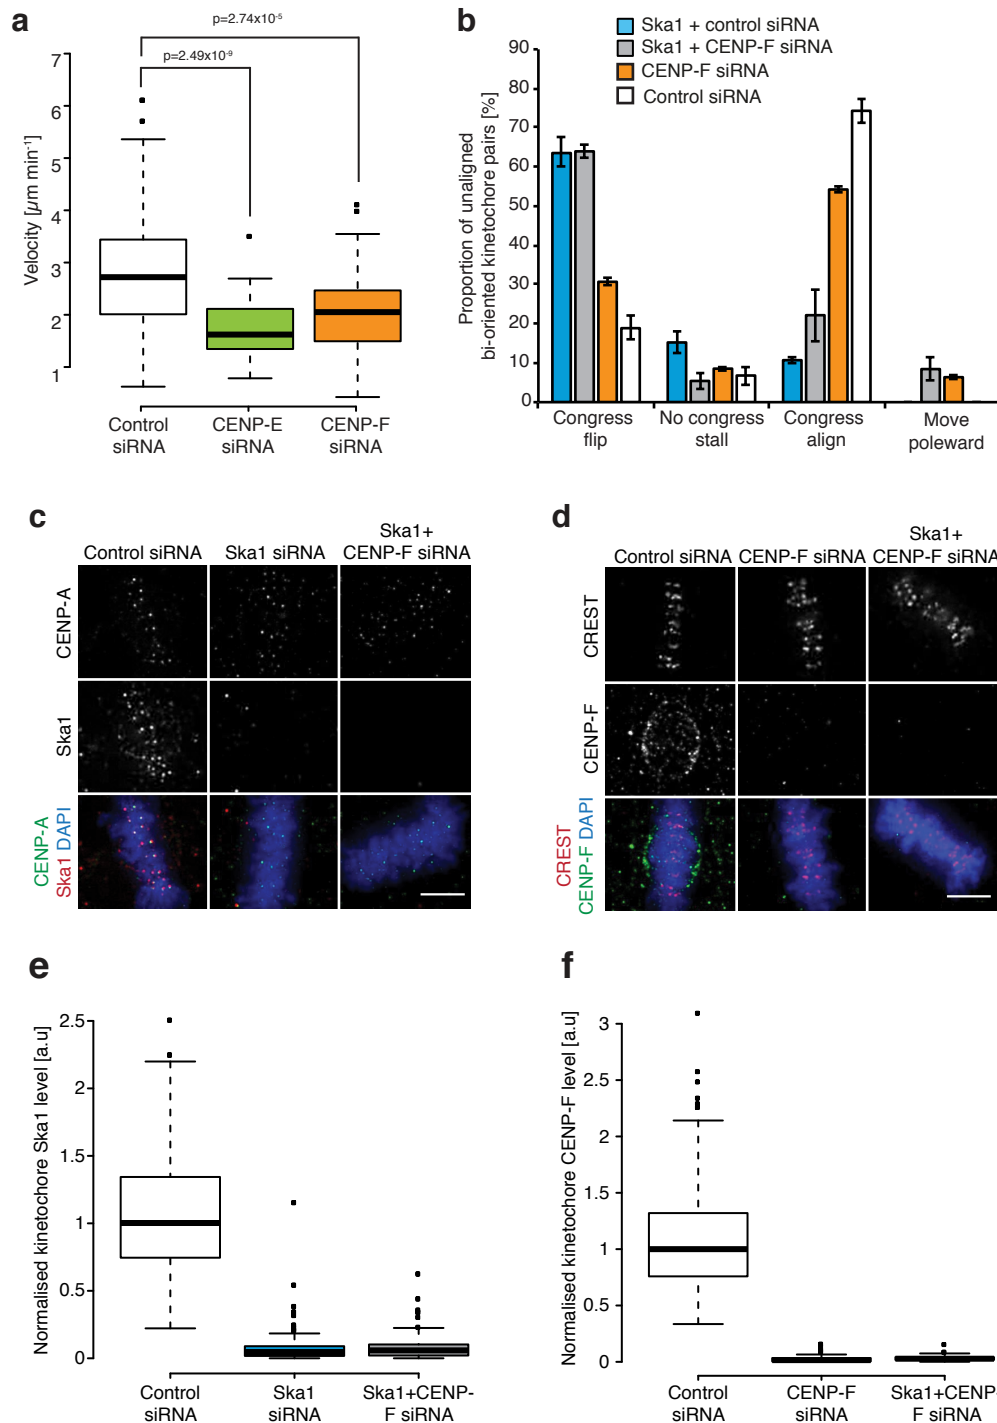 a
p=2.74x10⁻⁵
p=2.49x10⁻⁹
Velocity [μm min⁻¹]
7
6
5
4
3
2
1
Control siRNA
CENP-E siRNA
CENP-F siRNA
b
Ska1 + control siRNA
Ska1 + CENP-F siRNA
CENP-F siRNA
Control siRNA
Proportion of unaligned
bi-oriented kinetochore pairs [%]
90
80
70
60
50
40
30
20
10
0
Congress flip
No congress stall
Congress align
Move poleward
c
Control siRNA
Ska1 siRNA
Ska1+
CENP-F siRNA
CENP-A
Ska1
CENP-A
Ska1 DAPI
d
Control siRNA
CENP-F siRNA
Ska1+
CENP-F siRNA
CREST
CENP-F
CREST
CENP-F DAPI
e
Normalised kinetochore Ska1 level [a.u]
2.5
2
1.5
1
0.5
0
Control siRNA
Ska1 siRNA
Ska1+CENP-
F siRNA
f
Normalised kinetochore CENP-F level [a.u]
3
2.5
2
1.5
1
0.5
0
Control siRNA
CENP-F siRNA
Ska1+CENP-
F siRNA